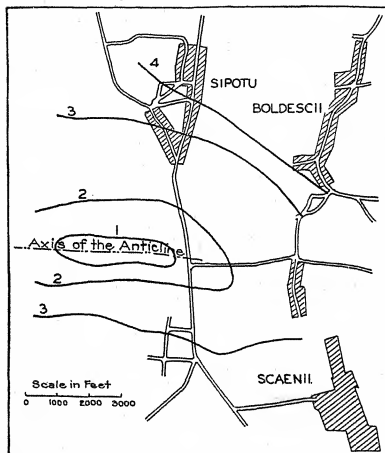 4
SIPOTU
BOLDESCII
3
2
1
Axis of the Anticline
2
3
Scale in Feet
0 1000 2000 3000
SCAENII.